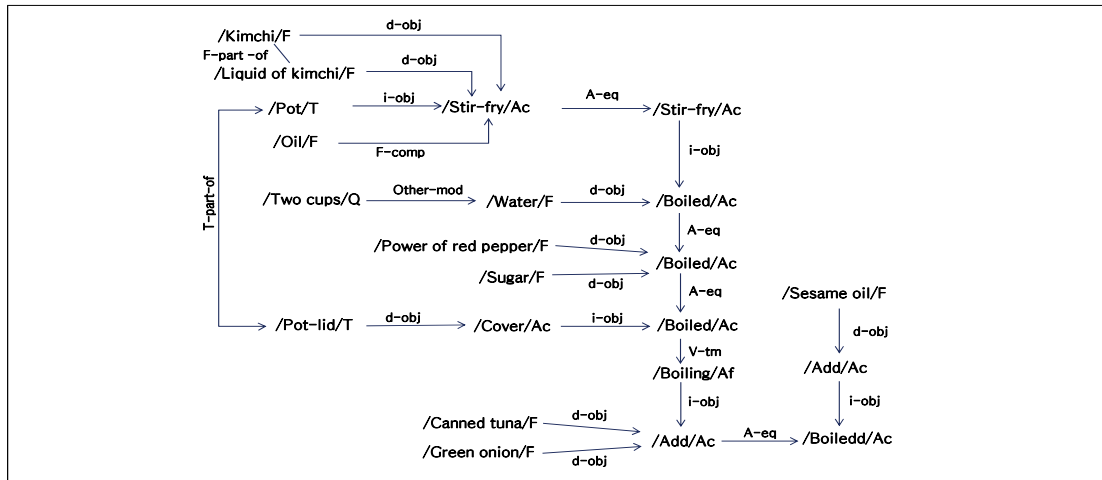 /Kimchi/F d-obj
F-part -of
/Liquid of kimchi/F d-obj
/Pot/T i-obj /Stir-fry/Ac A-eq /Stir-fry/Ac
/Oil/F F-comp
i-obj
T-part-of
/Two cups/Q Other-mod /Water/F d-obj /Boiled/Ac
A-eq
/Power of red pepper/F d-obj
/Boiled/Ac
/Sugar/F d-obj
A-eq
/Sesame oil/F
/Pot-lid/T d-obj /Cover/Ac i-obj /Boiled/Ac
d-obj
V-tm
/Boiling/Af /Add/Ac
i-obj i-obj
/Canned tuna/F d-obj
/Add/Ac A-eq /Boiledd/Ac
/Green onion/F d-obj